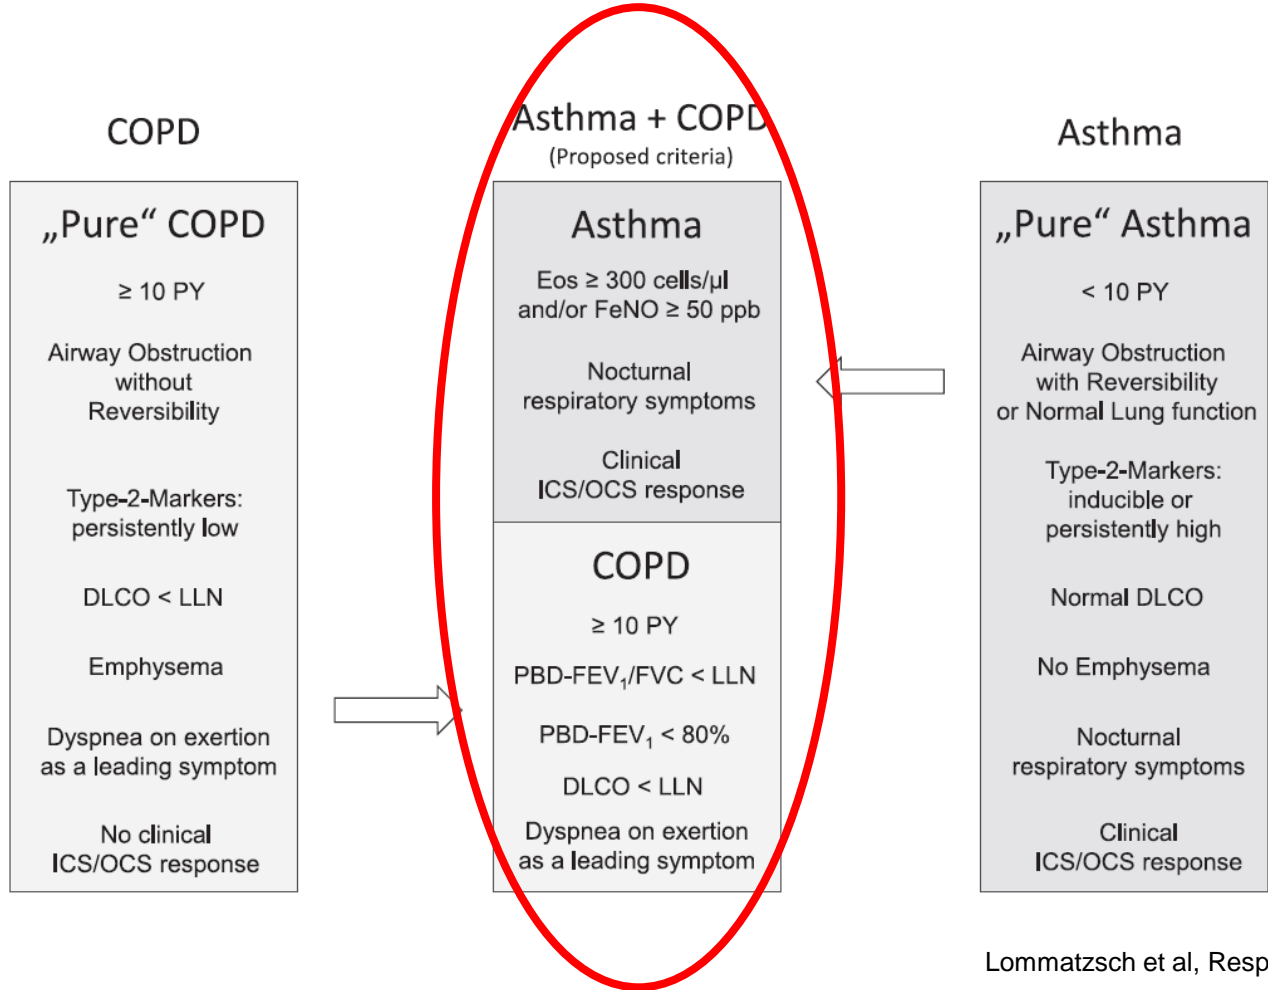 COPD
„Pure“ COPD
≥ 10 PY
Airway Obstruction
without
Reversibility
Type-2-Markers:
persistently low
DLCO < LLN
Emphysema
Dyspnea on exertion
as a leading symptom
No clinical
ICS/OCS response
Asthma + COPD
(Proposed criteria)
Asthma
Eos ≥ 300 cells/µl
and/or FeNO ≥ 50 ppb
Nocturnal
respiratory symptoms
Clinical
ICS/OCS response
COPD
≥ 10 PY
PBD-FEV₁/FVC < LLN
PBD-FEV₁ < 80%
DLCO < LLN
Dyspnea on exertion
as a leading symptom
Asthma
„Pure“ Asthma
< 10 PY
Airway Obstruction
with Reversibility
or Normal Lung function
Type-2-Markers:
inducible or
persistently high
Normal DLCO
No Emphysema
Nocturnal
respiratory symptoms
Clinical
ICS/OCS response
Lommatzsch et al, Resp